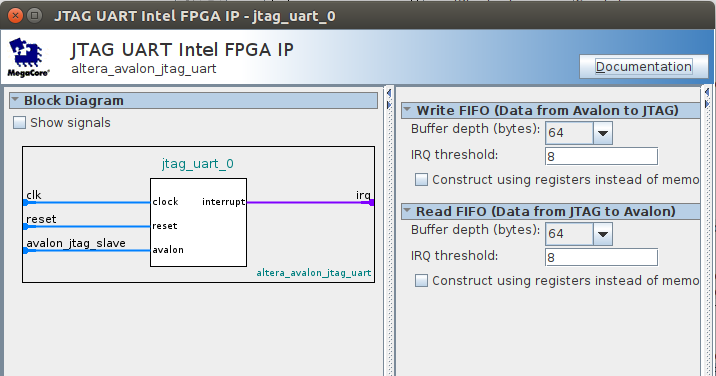 JTAG UART Intel FPGA IP - jtag_uart_0
JTAG UART Intel FPGA IP
altera_avalon_jtag_uart
MegaCore®
Documentation
Block Diagram
Show signals
jtag_uart_0
clk
clock
interrupt
irq
reset
reset
avalon_jtag_slave
avalon
altera_avalon_jtag_uart
Write FIFO (Data from Avalon to JTAG)
Buffer depth (bytes): 64
IRQ threshold: 8
Construct using registers instead of memo
Read FIFO (Data from JTAG to Avalon)
Buffer depth (bytes): 64
IRQ threshold: 8
Construct using registers instead of memo